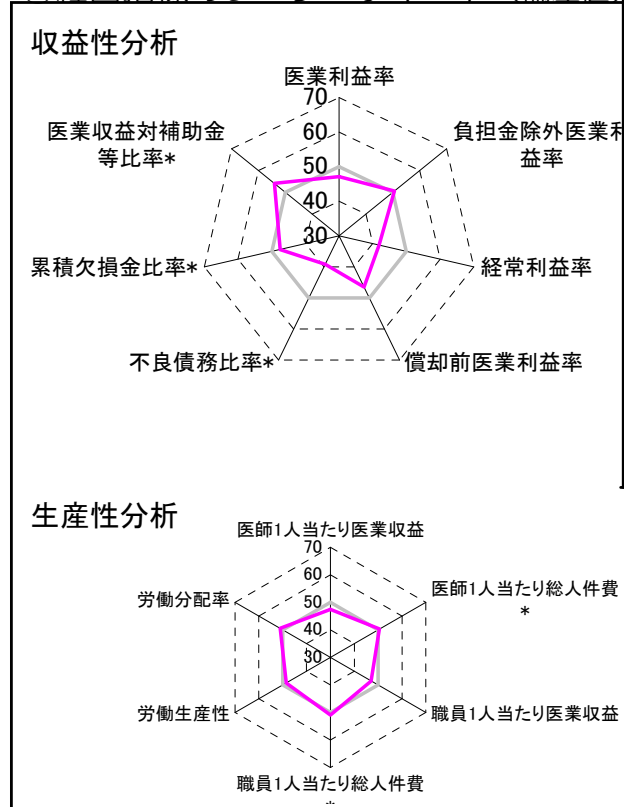 収益性分析
医業利益率
70
60
50
40
30
負担金除外医業利
益率
医業収益対補助金
等比率*
累積欠損金比率*
経常利益率
不良債務比率*
償却前医業利益率
生産性分析
医師1人当たり医業収益
70
60
50
40
30
医師1人当たり総人件費
*
労働分配率
労働生産性
職員1人当たり医業収益
職員1人当たり総人件費
*